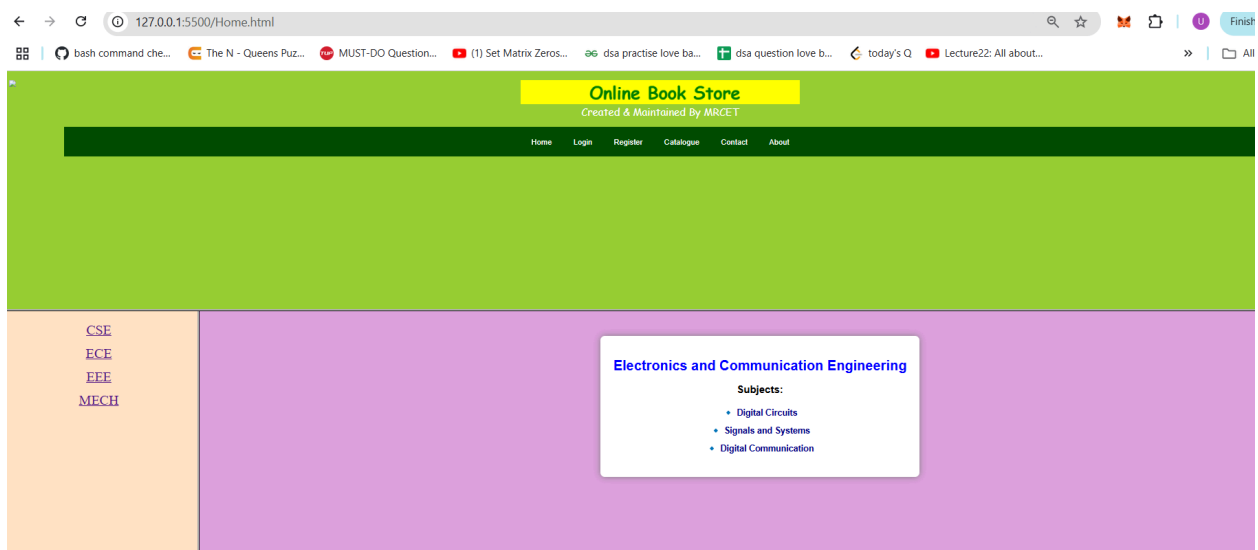 127.0.0.1:5500/Home.html
U
Finish
bash command che... The N - Queens Puz... MUST-DO Question... (1) Set Matrix Zeros... dsa practise love ba... dsa question love b... today's Q Lecture22: All about... » All
Online Book Store
Created & Maintained By MRCET
Home Login Register Catalogue Contact About
CSE
ECE
EEE
MECH
Electronics and Communication Engineering
Subjects:
Digital Circuits
Signals and Systems
Digital Communication